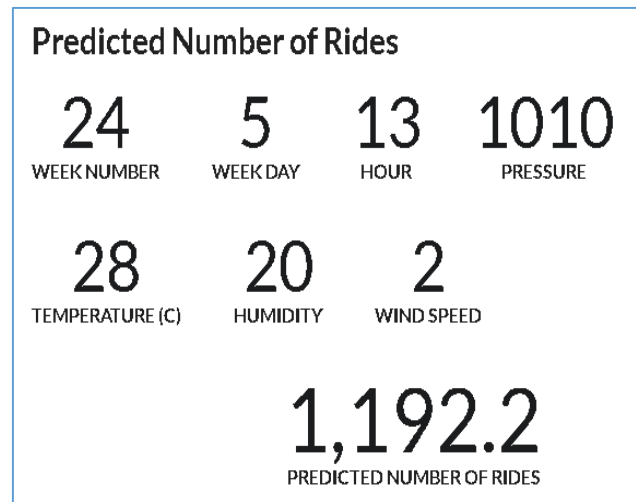 Predicted Number of Rides
24 5 13 1010
WEEK NUMBER WEEK DAY HOUR PRESSURE
28 20 2
TEMPERATURE (C) HUMIDITY WIND SPEED
1,192.2
PREDICTED NUMBER OF RIDES